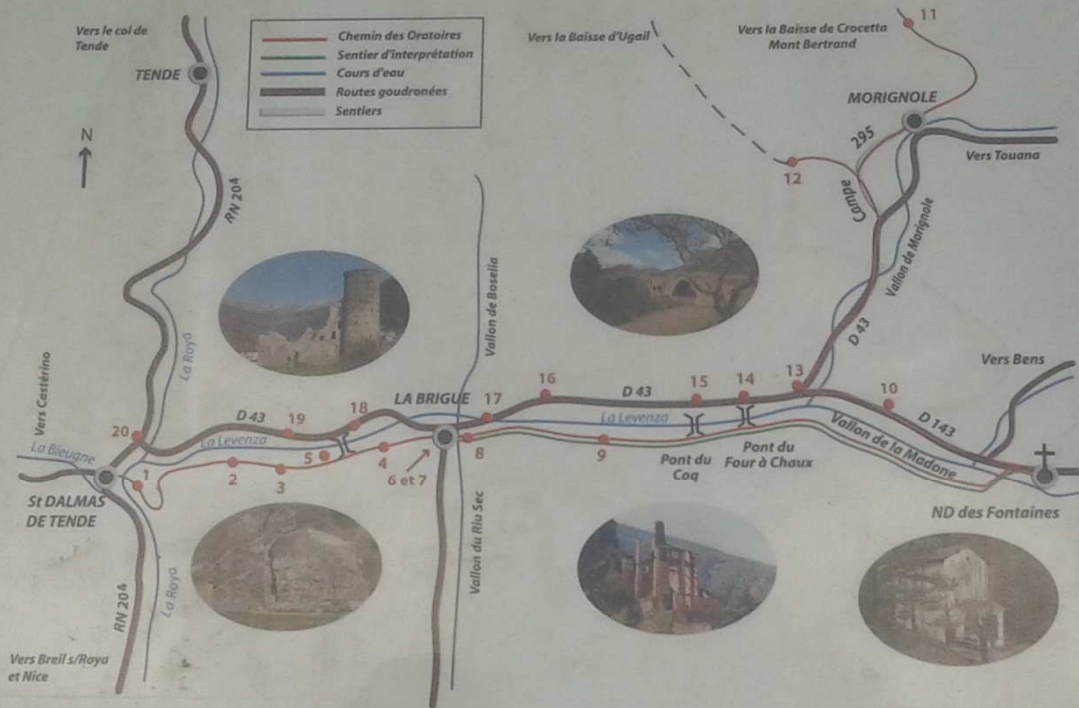 Vers le col de
Tende
TENDE
N
RN 204
Chemin des Oratoires
Sentier d'interprétation
Cours d'eau
Routes goudronées
Sentiers
Vers la Baisse d'Ugail
Vers la Baisse de Crocetta
Mont Bertrand
11
MORIGNOLE
295
Vers Touana
12
Canpe
Vallon de Morignole
D 43
Vallon de Bosella
La Roya
Vers Castérino
Vers Bens
LA BRIGUE
20
D 43
19
18
17
16
D 43
15
14
13
10
D 143
La Bieugne
La Levenza
La Levenza
Vallon de la Madone
1
2
3
5
4
6 et 7
8
9
Pont du
Coq
Pont du
Four à Chaux
St DALMAS
DE TENDE
ND des Fontaines
RN 204
La Roya
Vallon du Riu Sec
Vers Breil s/Roya
et Nice